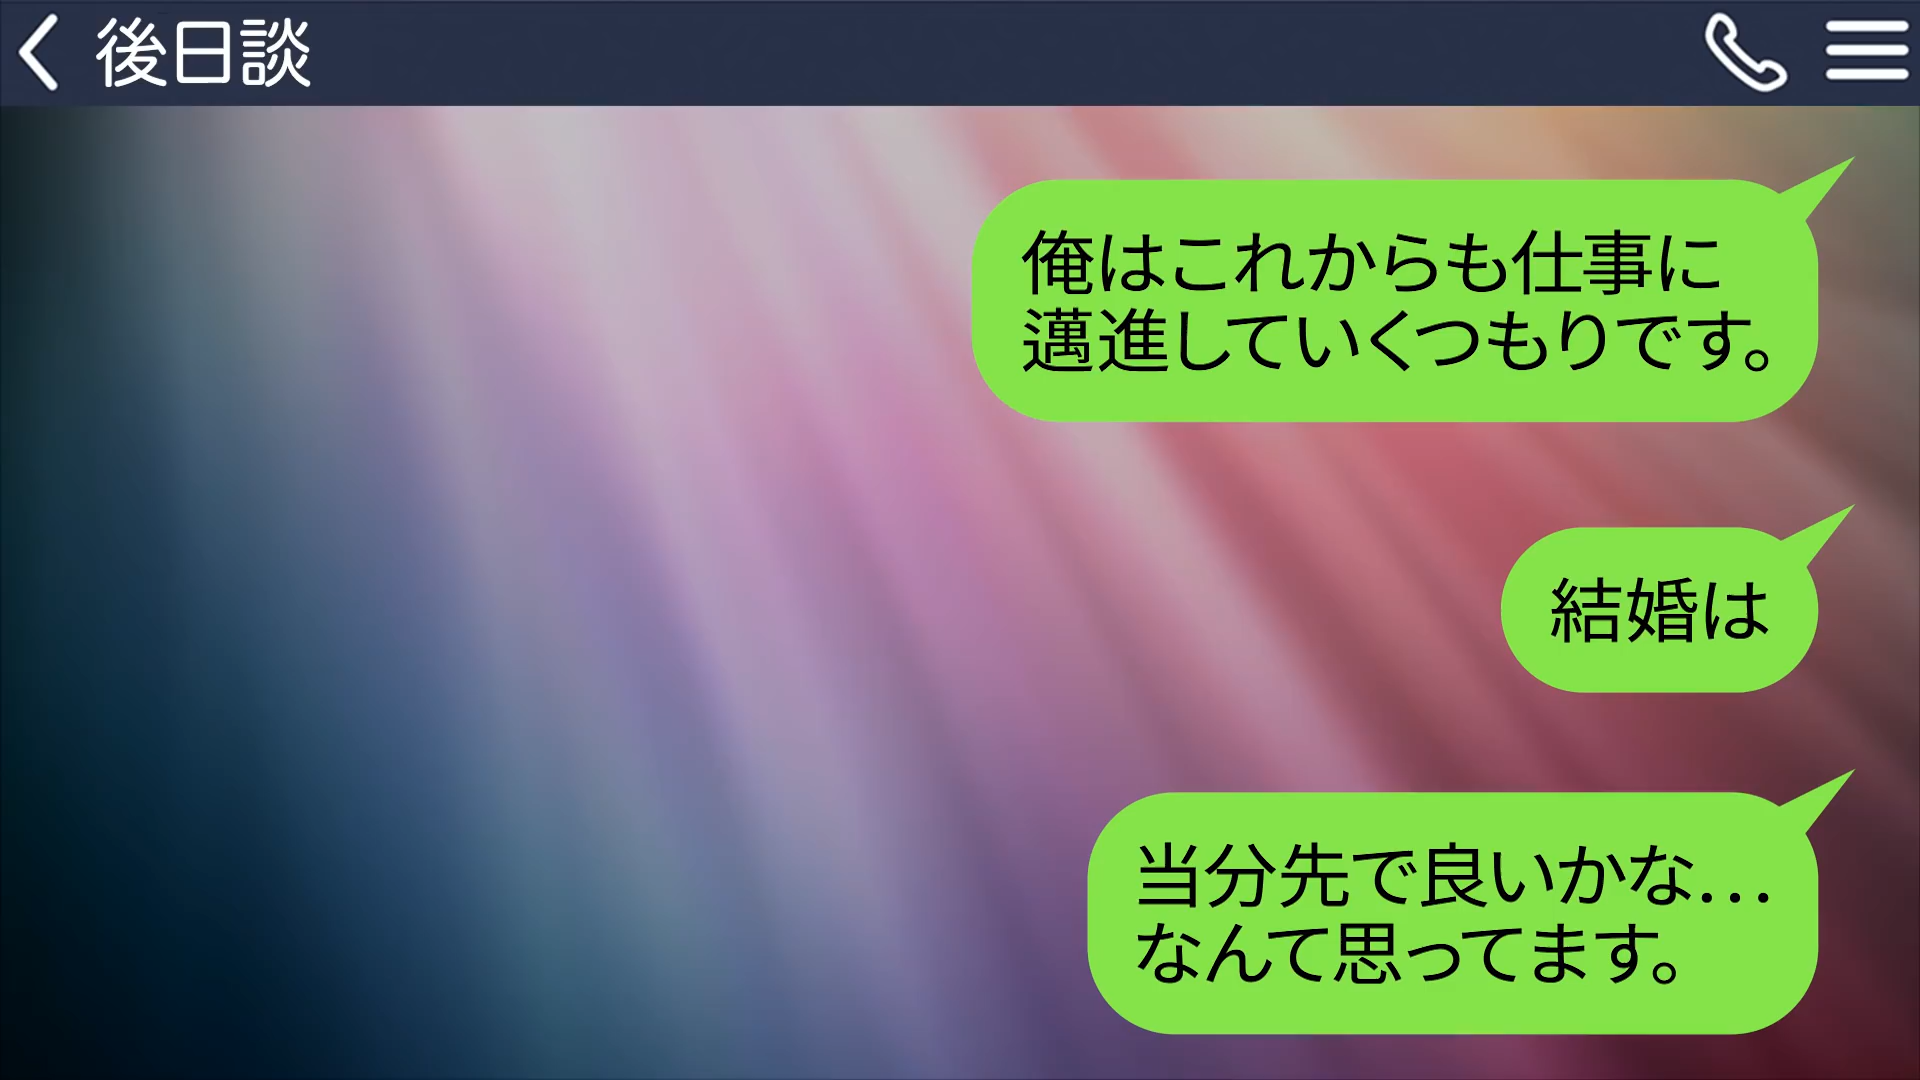 後日談
俺はこれからも仕事に
邁進していくつもりです。
結婚は
当分先で良いかな…
なんて思ってます。